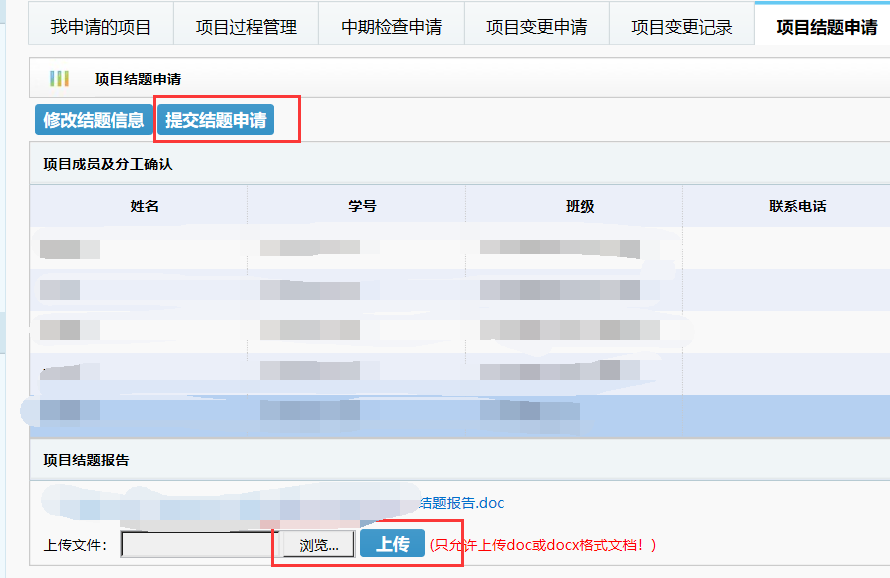 我申请的项目 项目过程管理 中期检查申请 项目变更申请 项目变更记录 项目结题申请
项目结题申请
修改结题信息 提交结题申请
项目成员及分工确认
姓名 学号 班级 联系电话
项目结题报告
结题报告.doc
上传文件： 浏览... 上传 (只允许上传doc或docx格式文档！)